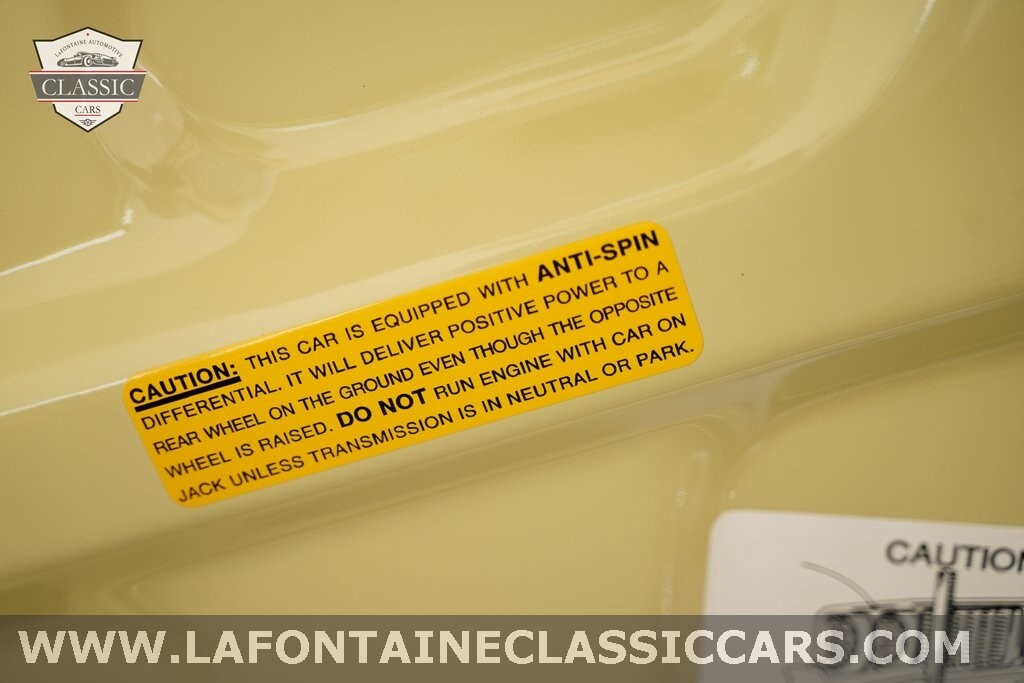 LAFONTAINE AUTOMOTIVE
CLASSIC
CARS
CAUTION: THIS CAR IS EQUIPPED WITH ANTI-SPIN
DIFFERENTIAL. IT WILL DELIVER POSITIVE POWER TO A
REAR WHEEL ON THE GROUND EVEN THOUGH THE OPPOSITE
WHEEL IS RAISED. DO NOT RUN ENGINE WITH CAR ON
JACK UNLESS TRANSMISSION IS IN NEUTRAL OR PARK.
CAUTION
WWW.LAFONTAINECLASSICCARS.COM